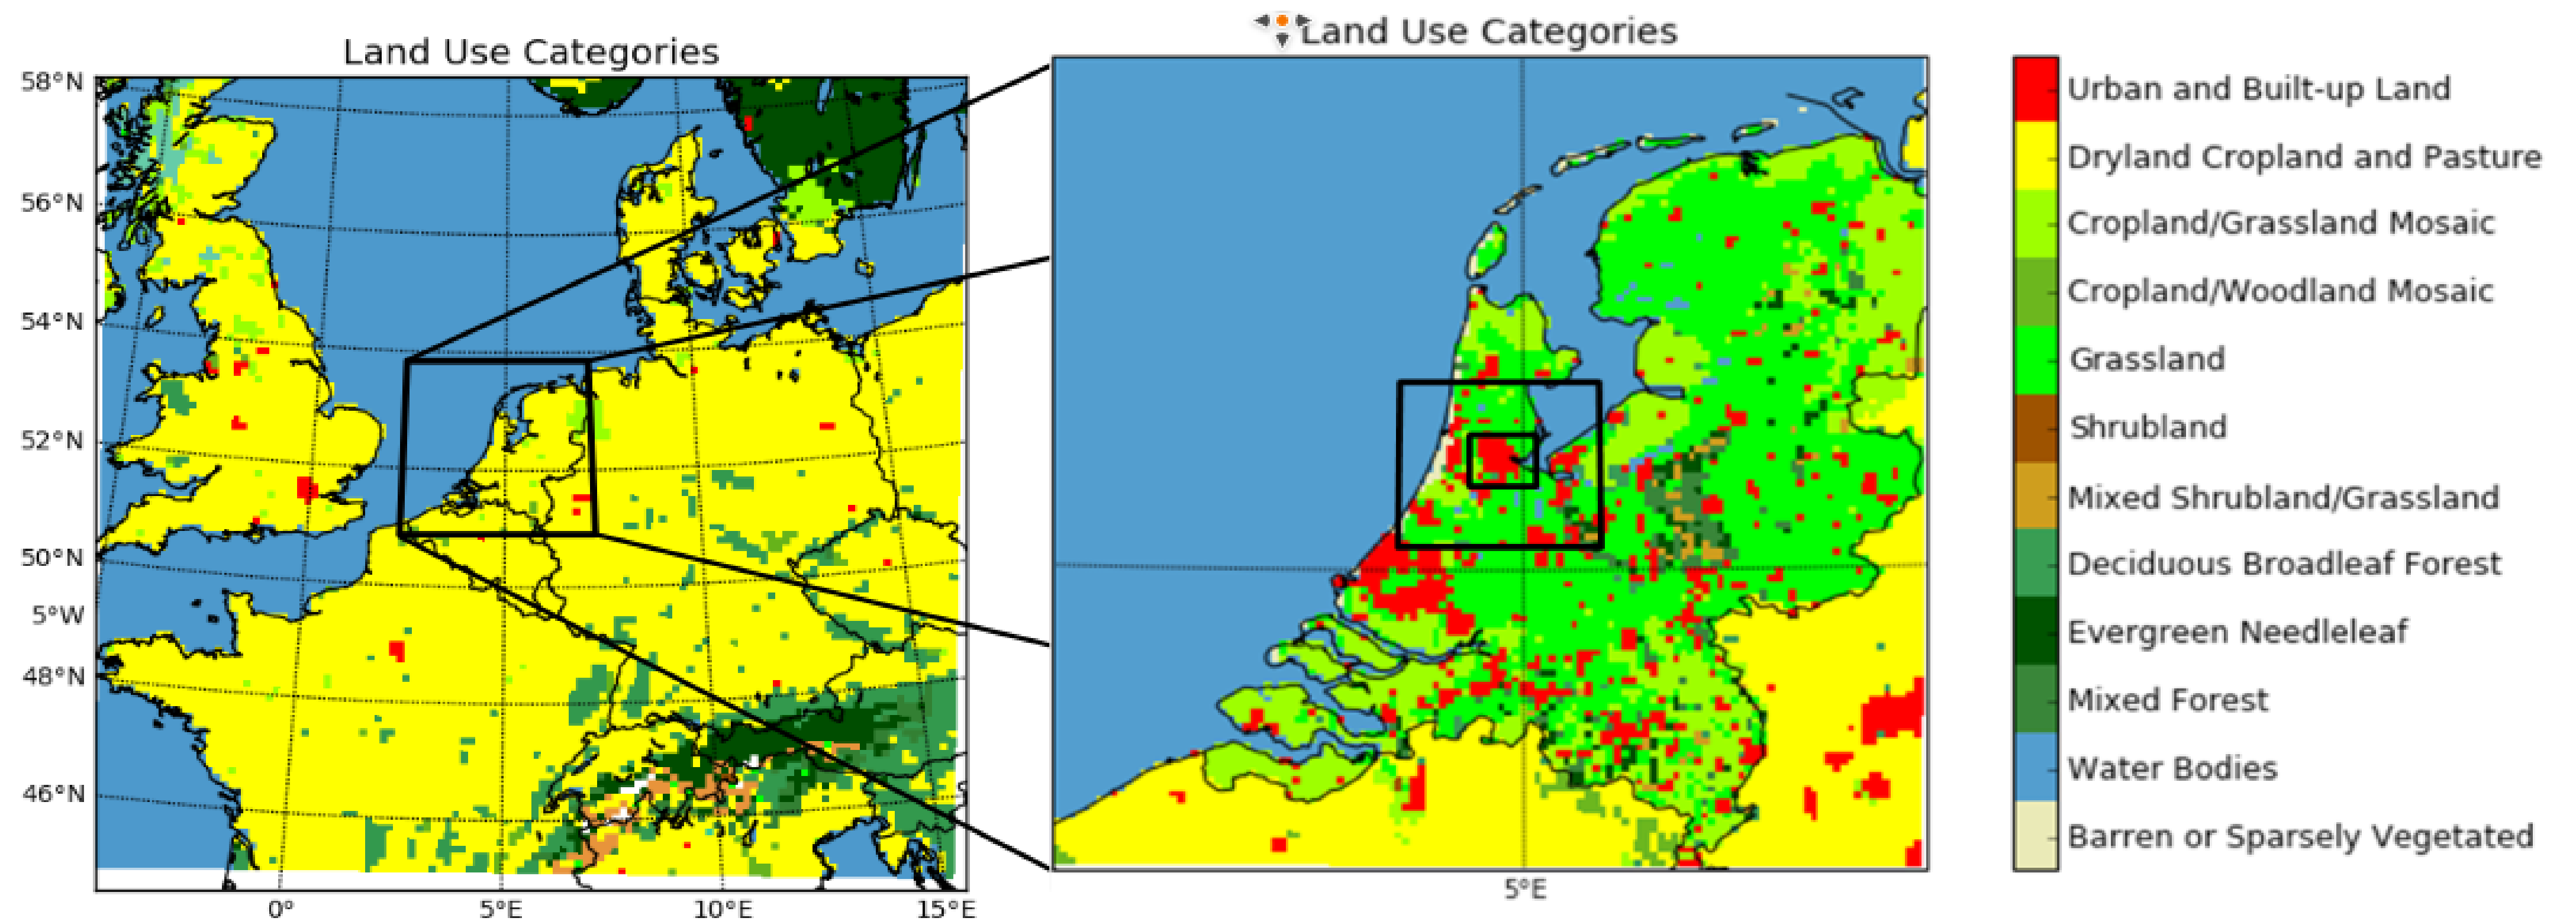 Land Use Categories
58°N
56°N
54°N
52°N
50°N
5°W
48°N
46°N
0°
5°E
10°E
15°E
Land Use Categories
5°E
Urban and Built-up Land
Dryland Cropland and Pasture
Cropland/Grassland Mosaic
Cropland/Woodland Mosaic
Grassland
Shrubland
Mixed Shrubland/Grassland
Deciduous Broadleaf Forest
Evergreen Needleleaf
Mixed Forest
Water Bodies
Barren or Sparsely Vegetated